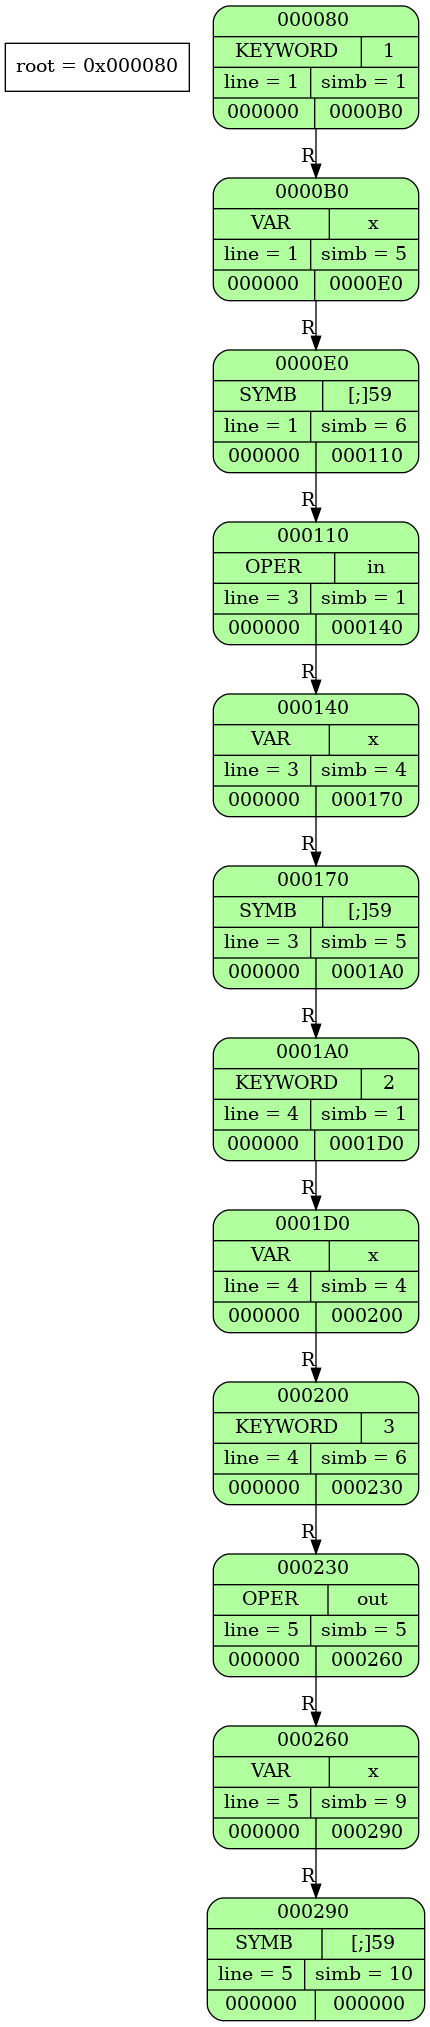 000080
root = 0x000080
KEYWORD 1
line = 1 simb = 1
000000 0000B0
R
0000B0
VAR x
line = 1 simb = 5
000000 0000E0
R
0000E0
SYMB [;]59
line = 1 simb = 6
000000 000110
R
000110
OPER in
line = 3 simb = 1
000000 000140
R
000140
VAR x
line = 3 simb = 4
000000 000170
R
000170
SYMB [;]59
line = 3 simb = 5
000000 0001A0
R
0001A0
KEYWORD 2
line = 4 simb = 1
000000 0001D0
R
0001D0
VAR x
line = 4 simb = 4
000000 000200
R
000200
KEYWORD 3
line = 4 simb = 6
000000 000230
R
000230
OPER out
line = 5 simb = 5
000000 000260
R
000260
VAR x
line = 5 simb = 9
000000 000290
R
000290
SYMB [;]59
line = 5 simb = 10
000000 000000